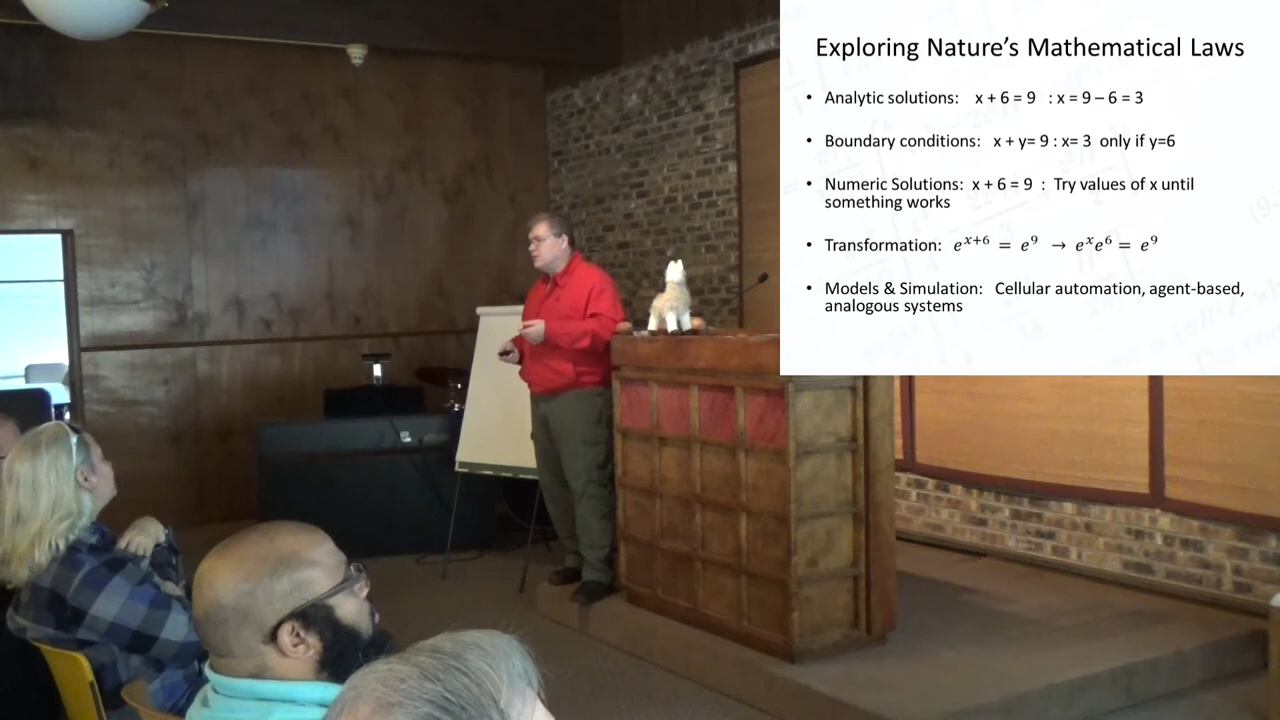 Exploring Nature's Mathematical Laws
• Analytic solutions: x + 6 = 9 : x = 9 – 6 = 3
• Boundary conditions: x + y= 9 : x= 3 only if y=6
• Numeric Solutions: x + 6 = 9 : Try values of x until
something works
• Transformation: e^{x+6} = e^9 → e^x e^6 = e^9
• Models & Simulation: Cellular automation, agent-based,
analogous systems